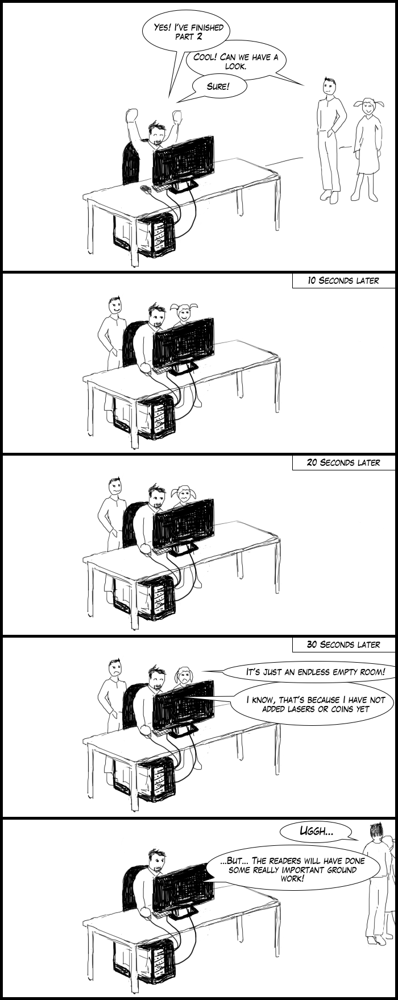 Yes! I've finished
part 2
Cool! Can we have a
look.
Sure!
10 Seconds later
20 Seconds later
30 Seconds later
It's just an endless empty room!
I know, that's because I have not
added lasers or coins yet
Uggh...
...But... The readers will have done
some really important ground
work!